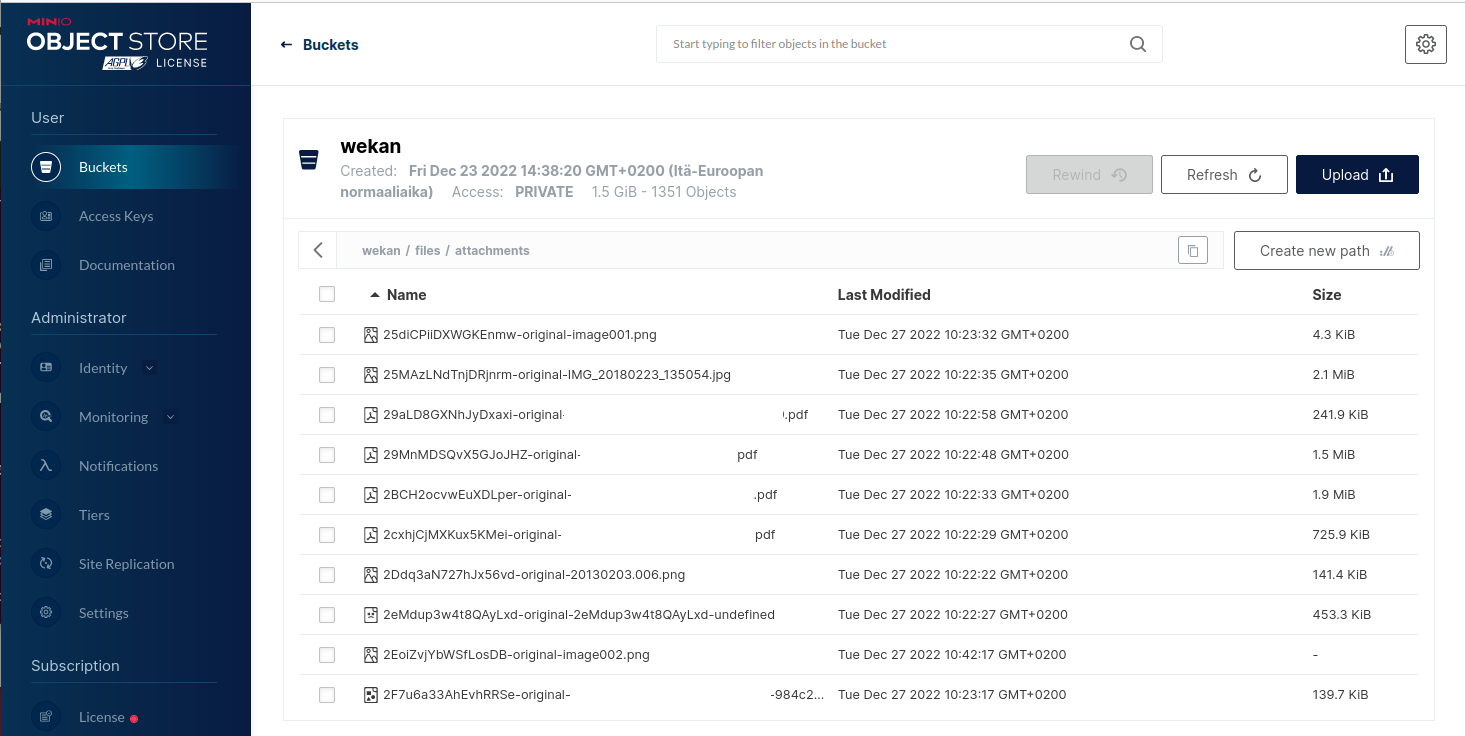 MINIO
OBJECT STORE
AGPLv3 LICENSE
User
Buckets
Access Keys
Documentation
Administrator
Identity
Monitoring
Notifications
Tiers
Site Replication
Settings
Subscription
License
← Buckets
Start typing to filter objects in the bucket
wekan
Created: Fri Dec 23 2022 14:38:20 GMT+0200 (Itä-Euroopan
normaaliaika) Access: PRIVATE 1.5 GiB - 1351 Objects
Rewind Refresh Upload
wekan / files / attachments
Create new path
Name Last Modified Size
25diCPiiDXWGKEnmw-original-image001.png Tue Dec 27 2022 10:23:32 GMT+0200 4.3 KiB
25MAzLNdTnjDRjnrm-original-IMG_20180223_135054.jpg Tue Dec 27 2022 10:22:35 GMT+0200 2.1 MiB
29aLD8GXNhJyDxaxi-original- .pdf Tue Dec 27 2022 10:22:58 GMT+0200 241.9 KiB
29MnMDSQvX5GJoJHZ-original- pdf Tue Dec 27 2022 10:22:48 GMT+0200 1.5 MiB
2BCH2ocvwEuXDLper-original- .pdf Tue Dec 27 2022 10:22:33 GMT+0200 1.9 MiB
2cxhjCjMXKux5KMei-original- pdf Tue Dec 27 2022 10:22:29 GMT+0200 725.9 KiB
2Ddq3aN727hJx56vd-original-20130203.006.png Tue Dec 27 2022 10:22:22 GMT+0200 141.4 KiB
2eMdup3w4t8QAyLxd-original-2eMdup3w4t8QAyLxd-undefined Tue Dec 27 2022 10:22:27 GMT+0200 453.3 KiB
2EoiZvjYbWSfLosDB-original-image002.png Tue Dec 27 2022 10:42:17 GMT+0200 -
2F7u6a33AhEvhRRSe-original- -984c2... Tue Dec 27 2022 10:23:17 GMT+0200 139.7 KiB